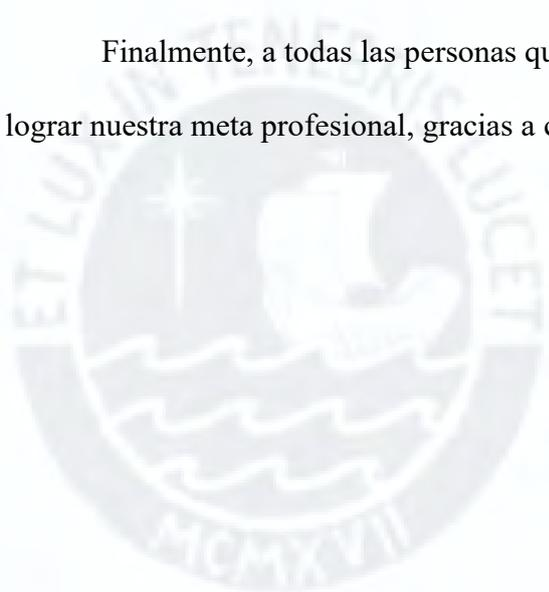 Finalmente, a todas las personas
lograr nuestra meta profesional, gracias a
ET LUX IN TENEBRIS LUCET
MCMXVII